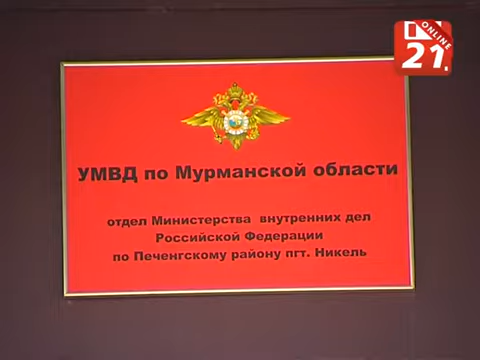 ONLINE
21.
УМВД по Мурманской области
отдел Министерства внутренних дел
Российской Федерации
по Печенгскому району пгт. Никель